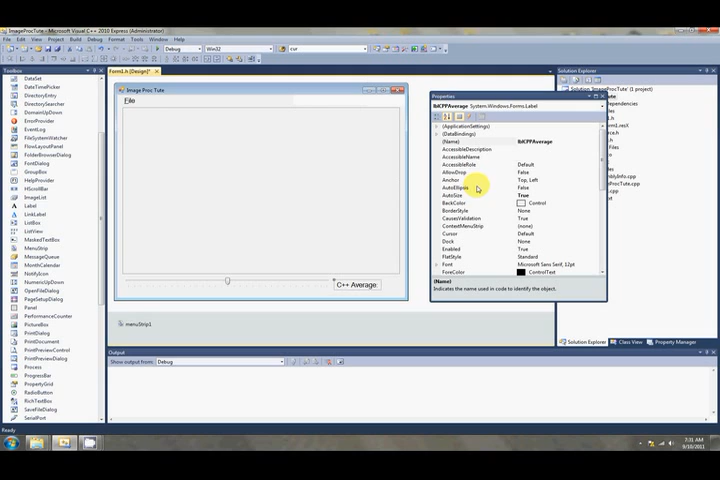 ImageProcTute - Microsoft Visual C++ 2010 Express (Administrator)
File Edit View Project Build Debug Format Tools Window Help
Debug Win32 cvr
Toolbox
Form1.h [Design]*
Solution Explorer
DataSet
DateTimePicker
DirectoryEntry
DirectorySearcher
DomainUpDown
ErrorProvider
EventLog
FileSystemWatcher
FlowLayoutPanel
FolderBrowserDialog
FontDialog
GroupBox
HelpProvider
HScrollBar
ImageList
Label
LinkLabel
ListBox
ListView
MaskedTextBox
MenuStrip
MessageQueue
MonthCalendar
NotifyIcon
NumericUpDown
OpenFileDialog
PageSetupDialog
Panel
PerformanceCounter
PictureBox
PrintDialog
PrintDocument
PrintPreviewControl
PrintPreviewDialog
Process
ProgressBar
PropertyGrid
RadioButton
RichTextBox
SaveFileDialog
SerialPort
Image Proc Tute
File
C++ Average:
menuStrip1
Properties
lblCPPAverage System.Windows.Forms.Label
(ApplicationSettings)
(DataBindings)
(Name) lblCPPAverage
AccessibleDescription
AccessibleName
AccessibleRole Default
AllowDrop False
Anchor Top, Left
AutoEllipsis False
AutoSize True
BackColor Control
BorderStyle None
CausesValidation True
ContextMenuStrip (none)
Cursor Default
Dock None
Enabled True
FlatStyle Standard
Font Microsoft Sans Serif, 12pt
ForeColor ControlText
(Name)
Indicates the name used in code to identify the object.
Solution 'ImageProcTute' (1 project)
Solution Explorer Class View Property Manager
Output
Show output from: Debug
Ready
7:31 AM
9/10/2011